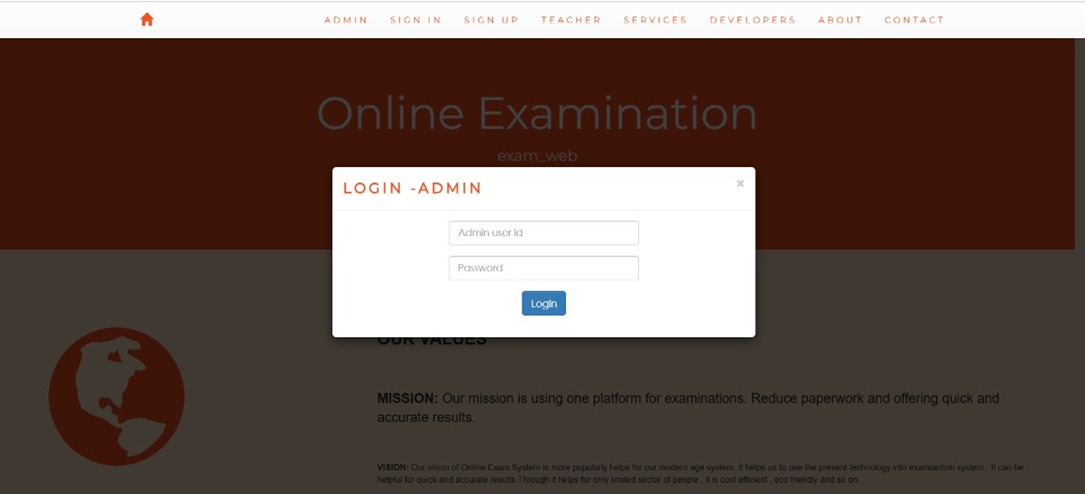 ADMIN SIGN IN SIGN UP TEACHER SERVICES DEVELOPERS ABOUT CONTACT
Online Examination
exam_web
LOGIN -ADMIN ×
Admin user id
Password
Login
OUR VALUES
MISSION: Our mission is using one platform for examinations. Reduce paperwork and offering quick and
accurate results.
VISION: Our vision of Online Exam System is more popularly helps for our modern age system. it helps us to use the present technology into examiantion system . It can be
helpful for quick and accurate results. Through it helps for only limited sector of people , it is cost efficient , eco friendly and so on.